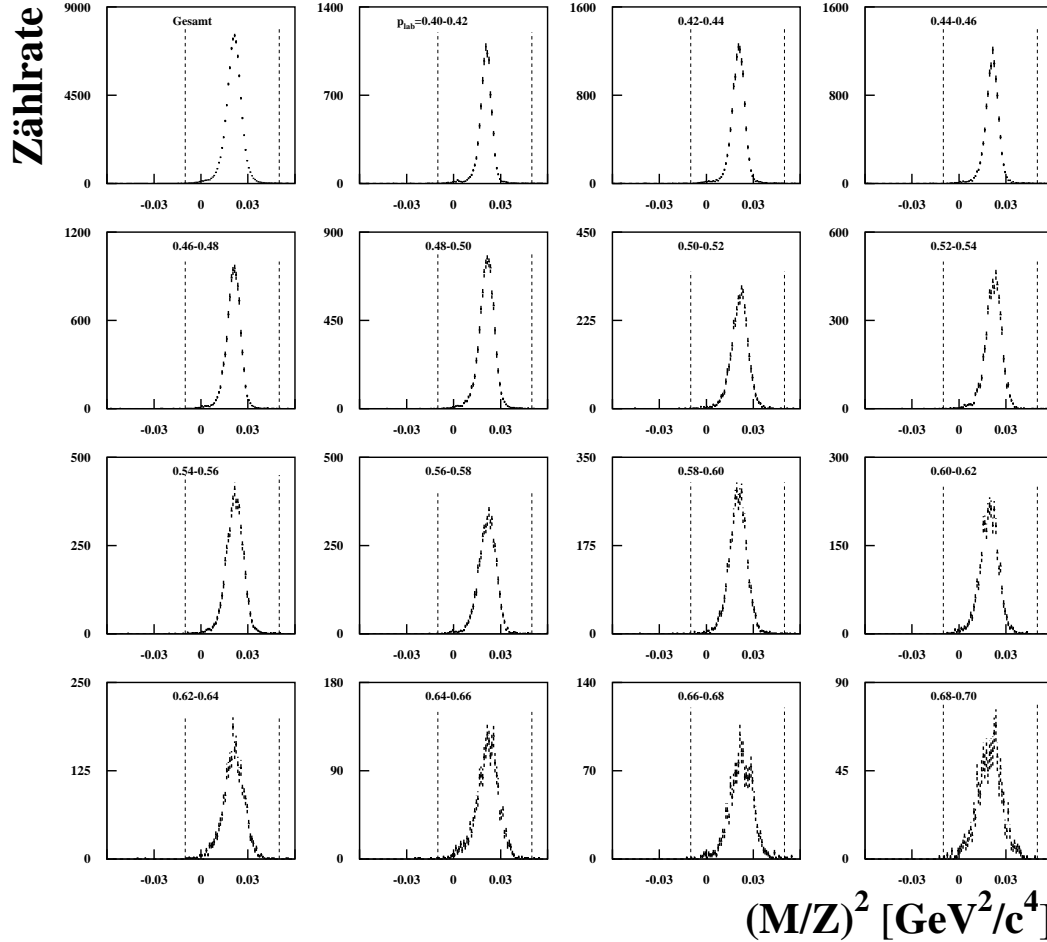 Zählrate
9000 Gesamt 1400 p_lab=0.40-0.42 1600 0.42-0.44 1600 0.44-0.46
4500 700 800 800
0 0 0 0
-0.03 0 0.03 -0.03 0 0.03 -0.03 0 0.03 -0.03 0 0.03
1200 0.46-0.48 900 0.48-0.50 450 0.50-0.52 600 0.52-0.54
600 450 225 300
0 0 0 0
-0.03 0 0.03 -0.03 0 0.03 -0.03 0 0.03 -0.03 0 0.03
500 0.54-0.56 500 0.56-0.58 350 0.58-0.60 300 0.60-0.62
250 250 175 150
0 0 0 0
-0.03 0 0.03 -0.03 0 0.03 -0.03 0 0.03 -0.03 0 0.03
250 0.62-0.64 180 0.64-0.66 140 0.66-0.68 90 0.68-0.70
125 90 70 45
0 0 0 0
-0.03 0 0.03 -0.03 0 0.03 -0.03 0 0.03 -0.03 0 0.03
(M/Z)² [GeV²/c⁴]